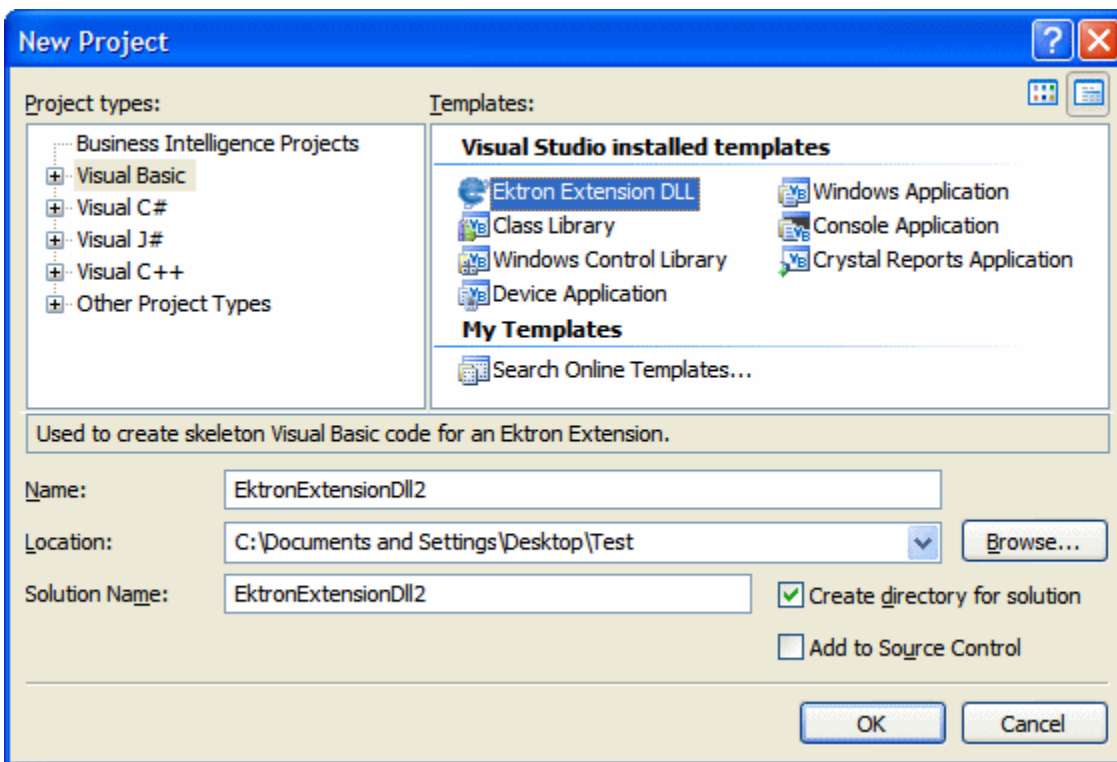 New Project
Project types:
Templates:
Business Intelligence Projects
Visual Basic
Visual C#
Visual J#
Visual C++
Other Project Types
Visual Studio installed templates
Ektron Extension DLL
Windows Application
Class Library
Console Application
Windows Control Library
Crystal Reports Application
Device Application
My Templates
Search Online Templates...
Used to create skeleton Visual Basic code for an Ektron Extension.
Name:
EktronExtensionDll2
Location:
C:\Documents and Settings\Desktop\Test
Browse...
Solution Name:
EktronExtensionDll2
Create directory for solution
Add to Source Control
OK
Cancel